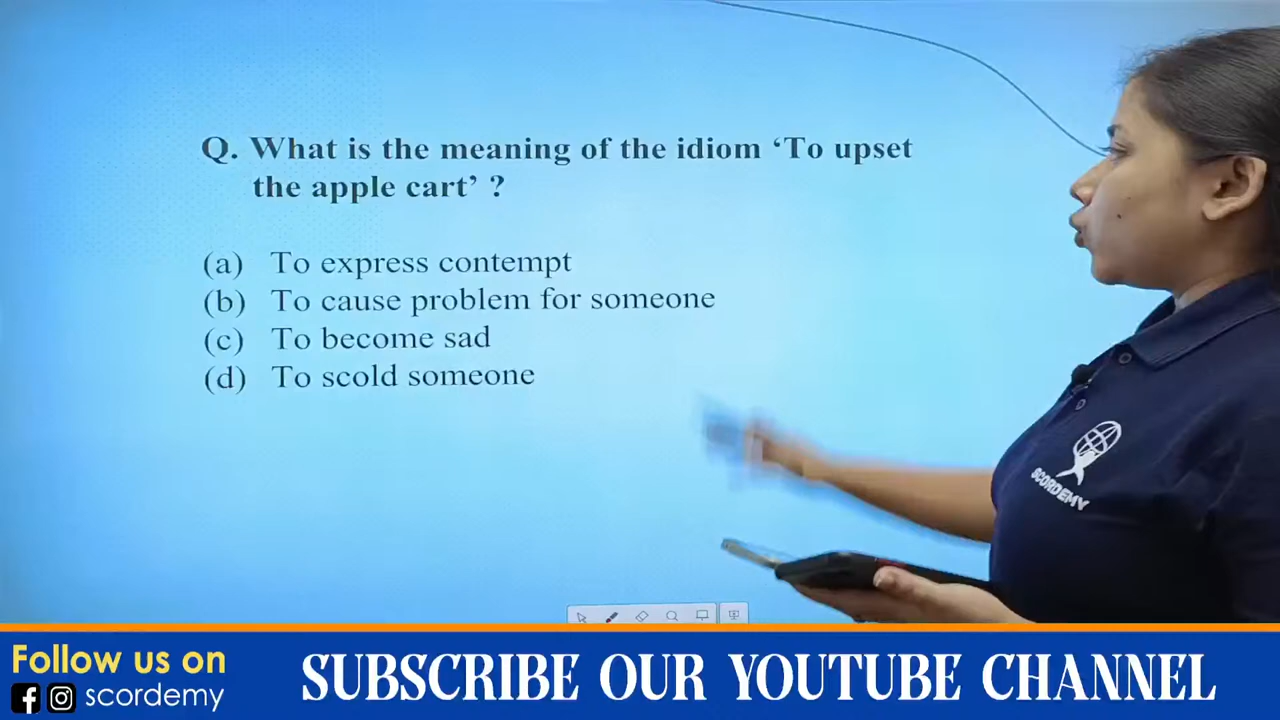 Q. What is the meaning of the idiom ‘To upset
the apple cart’ ?
(a) To express contempt
(b) To cause problem for someone
(c) To become sad
(d) To scold someone
SCORDEMY
Follow us on
scordemy
SUBSCRIBE OUR YOUTUBE CHANNEL